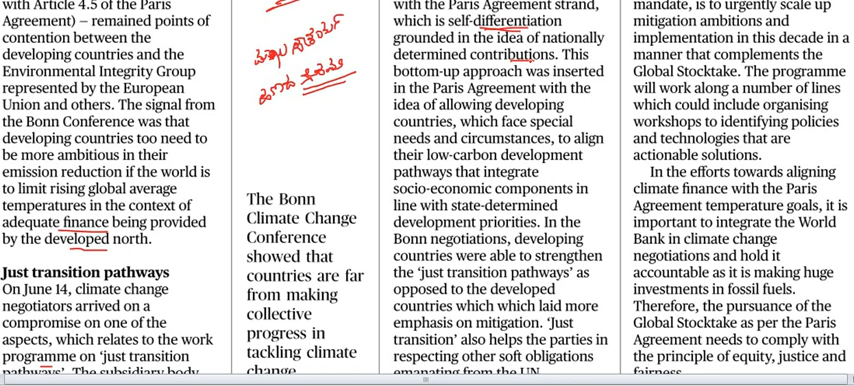 with Article 4.5 of the Paris
Agreement) – remained points of
contention between the
developing countries and the
Environmental Integrity Group
represented by the European
Union and others. The signal from
the Bonn Conference was that
developing countries too need to
be more ambitious in their
emission reduction if the world is
to limit rising global average
temperatures in the context of
adequate finance being provided
by the developed north.
Just transition pathways
On June 14, climate change
negotiators arrived on a
compromise on one of the
aspects, which relates to the work
programme on ‘just transition
pathways’. The subsidiary body
The Bonn
Climate Change
Conference
showed that
countries are far
from making
collective
progress in
tackling climate
change
with the Paris Agreement strand,
which is self-differentiation
grounded in the idea of nationally
determined contributions. This
bottom-up approach was inserted
in the Paris Agreement with the
idea of allowing developing
countries, which face special
needs and circumstances, to align
their low-carbon development
pathways that integrate
socio-economic components in
line with state-determined
development priorities. In the
Bonn negotiations, developing
countries were able to strengthen
the ‘just transition pathways’ as
opposed to the developed
countries which which laid more
emphasis on mitigation. ‘Just
transition’ also helps the parties in
respecting other soft obligations
emanating from the UN
mandate, is to urgently scale up
mitigation ambitions and
implementation in this decade in a
manner that complements the
Global Stocktake. The programme
will work along a number of lines
which could include organising
workshops to identifying policies
and technologies that are
actionable solutions.
In the efforts towards aligning
climate finance with the Paris
Agreement temperature goals, it is
important to integrate the World
Bank in climate change
negotiations and hold it
accountable as it is making huge
investments in fossil fuels.
Therefore, the pursuance of the
Global Stocktake as per the Paris
Agreement needs to comply with
the principle of equity, justice and
fairness